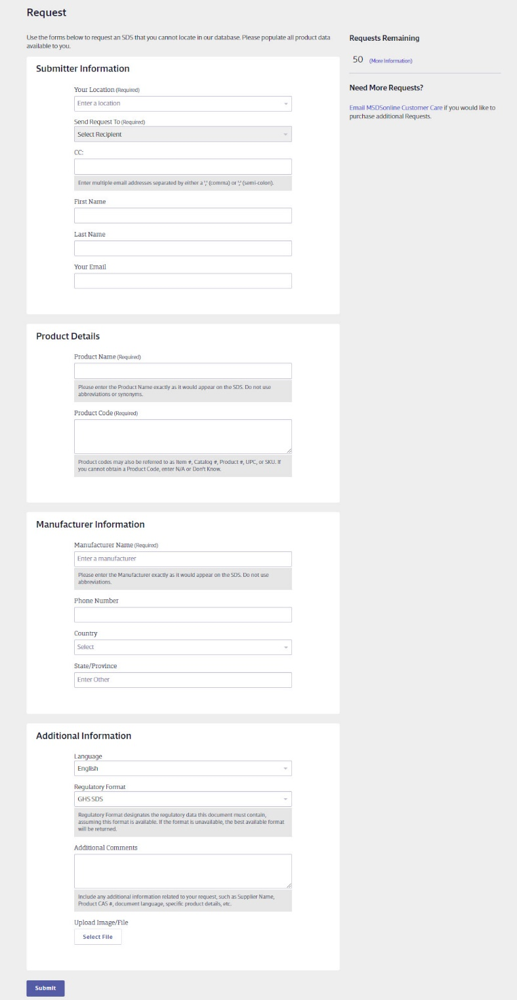 Request
Use the forms below to request an SDS that you cannot locate in our database. Please populate all product data
available to you.
Requests Remaining
50 (More Information)
Need More Requests?
Email MSDSonline Customer Care if you would like to
purchase additional Requests.
Submitter Information
Your Location (Required)
Enter a location
Send Request To (Required)
Select Recipient
CC:
Enter multiple email addresses separated by either a ',' (comma) or ';' (semi-colon).
First Name
Last Name
Your Email
Product Details
Product Name (Required)
Please enter the Product Name exactly as it would appear on the SDS. Do not use
abbreviations or synonyms.
Product Code (Required)
Product codes may also be referred to as Item #, Catalog #, Product #, UPC, or SKU. If
you cannot obtain a Product Code, enter N/A or Don't Know.
Manufacturer Information
Manufacturer Name (Required)
Enter a manufacturer
Please enter the Manufacturer exactly as it would appear on the SDS. Do not use
abbreviations.
Phone Number
Country
Select
State/Province
Enter Other
Additional Information
Language
English
Regulatory Format
GHS SDS
Regulatory Format designates the regulatory data this document must contain,
assuming this format is available. If the format is unavailable, the best available format
will be returned.
Additional Comments
Include any additional information related to your request, such as Supplier Name,
Product CAS #, document language, specific product details, etc.
Upload Image/File
Select File
Submit